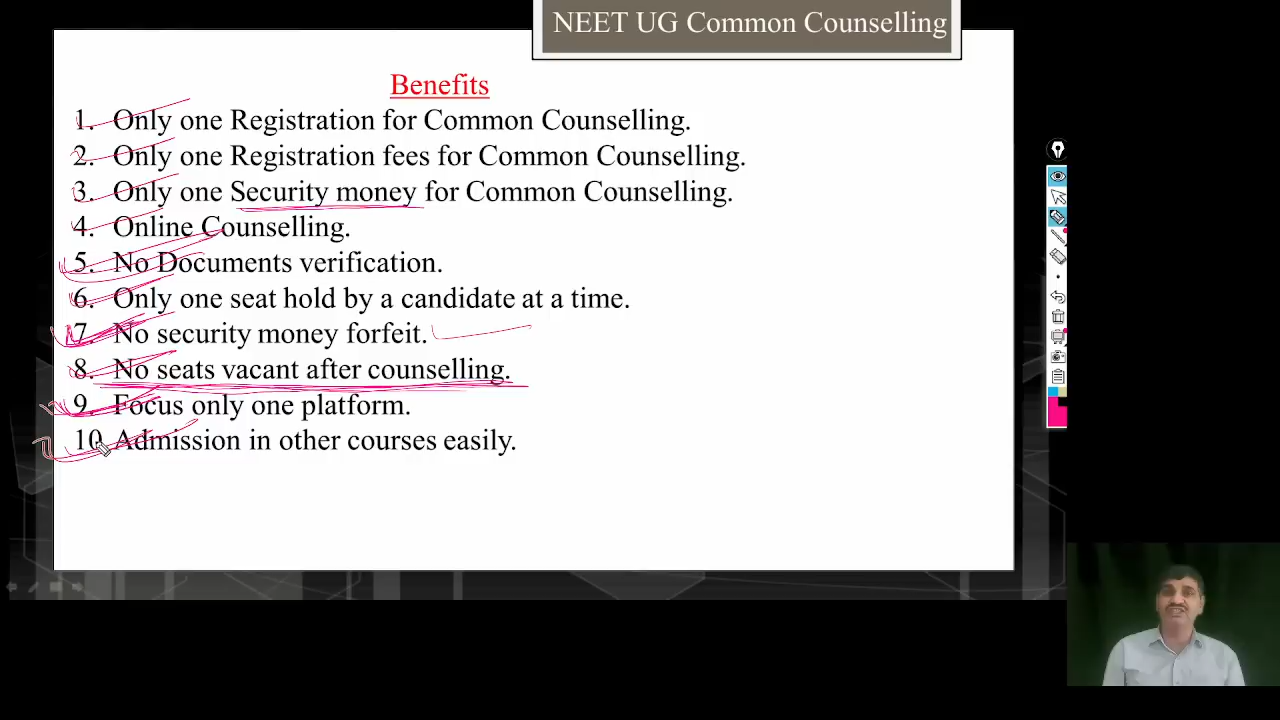 NEET UG Common Counselling
Benefits
1. Only one Registration for Common Counselling.
2. Only one Registration fees for Common Counselling.
3. Only one Security money for Common Counselling.
4. Online Counselling.
5. No Documents verification.
6. Only one seat hold by a candidate at a time.
7. No security money forfeit.
8. No seats vacant after counselling.
9. Focus only one platform.
10. Admission in other courses easily.